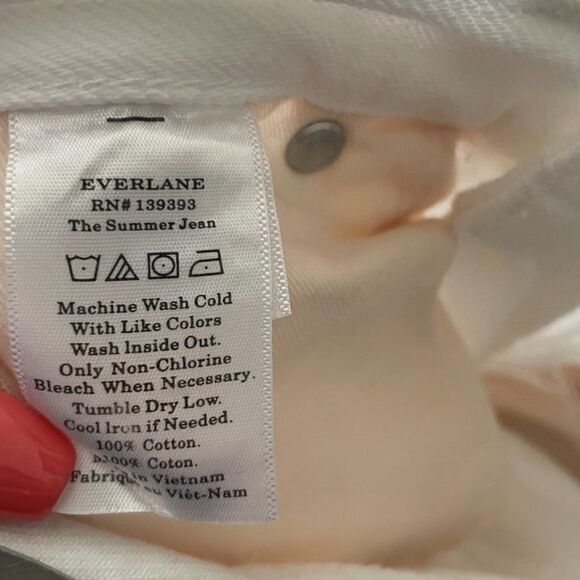 EVERLANE
RN# 139393
The Summer Jean
Machine Wash Cold
With Like Colors
Wash Inside Out.
Only Non-Chlorine
Bleach When Necessary.
Tumble Dry Low.
Cool Iron if Needed.
100% Cotton.
100% Coton.
Vietnam
Viêt-Nam